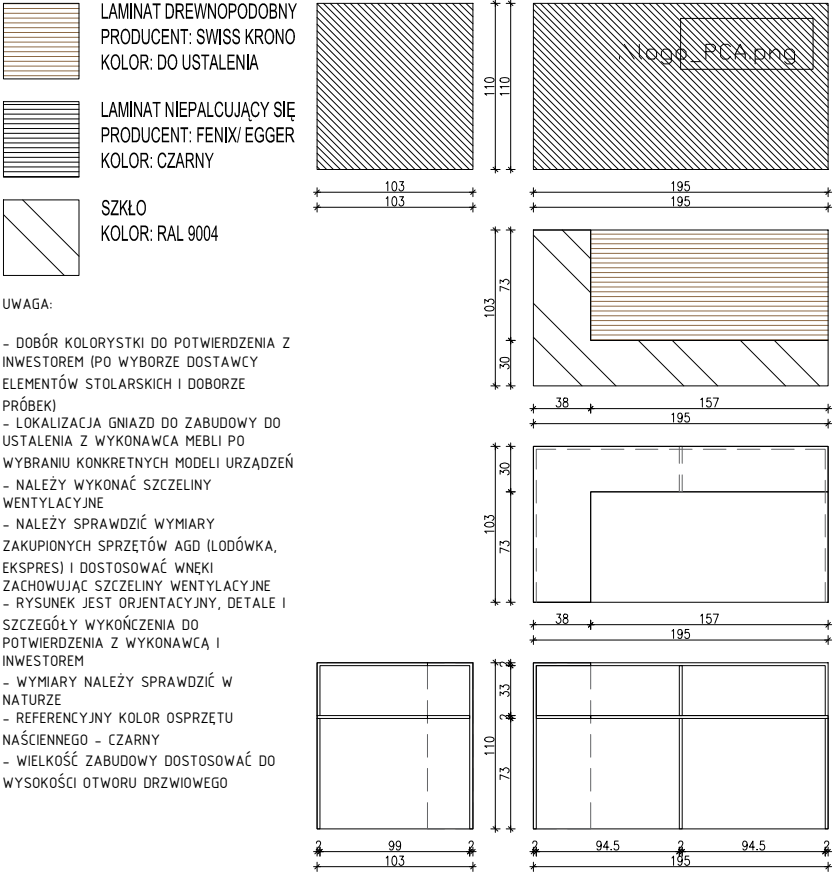 LAMINAT DREWNOPODOBNY
PRODUCENT: SWISS KRONO
KOLOR: DO USTALENIA
LAMINAT NIEPALCUJĄCY SIĘ
PRODUCENT: FENIX/ EGGER
KOLOR: CZARNY
SZKŁO
KOLOR: RAL 9004
UWAGA:
- DOBÓR KOLORYSTKI DO POTWIERDZENIA Z
INWESTOREM (PO WYBORZE DOSTAWCY
ELEMENTÓW STOLARSKICH I DOBORZE
PRÓBEK)
- LOKALIZACJA GNIAZD DO ZABUDOWY DO
USTALENIA Z WYKONAWCA MEBLI PO
WYBRANIU KONKRETNYCH MODELI URZĄDZEŃ
- NALEŻY WYKONAĆ SZCZELINY
WENTYLACYJNE
- NALEŻY SPRAWDZIĆ WYMIARY
ZAKUPIONYCH SPRZĘTÓW AGD (LODÓWKA,
EKSPRES) I DOSTOSOWAĆ WNĘKI
ZACHOWUJĄC SZCZELINY WENTYLACYJNE
- RYSUNEK JEST ORJENTACYJNY, DETALE I
SZCZEGÓŁY WYKOŃCZENIA DO
POTWIERDZENIA Z WYKONAWCĄ I
INWESTOREM
- WYMIARY NALEŻY SPRAWDZIĆ W
NATURZE
- REFERENCYJNY KOLOR OSPRZĘTU
NAŚCIENNEGO - CZARNY
- WIELKOŚĆ ZABUDOWY DOSTOSOWAĆ DO
WYSOKOŚCI OTWORU DRZWIOWEGO
.\logo_PCA.png
110 110
103
103
195
195
103
73
30
38 157
195
103
30
73
38 157
195
110
2
33
2
73
2 99 2
103
2 94.5 2 94.5 2
195